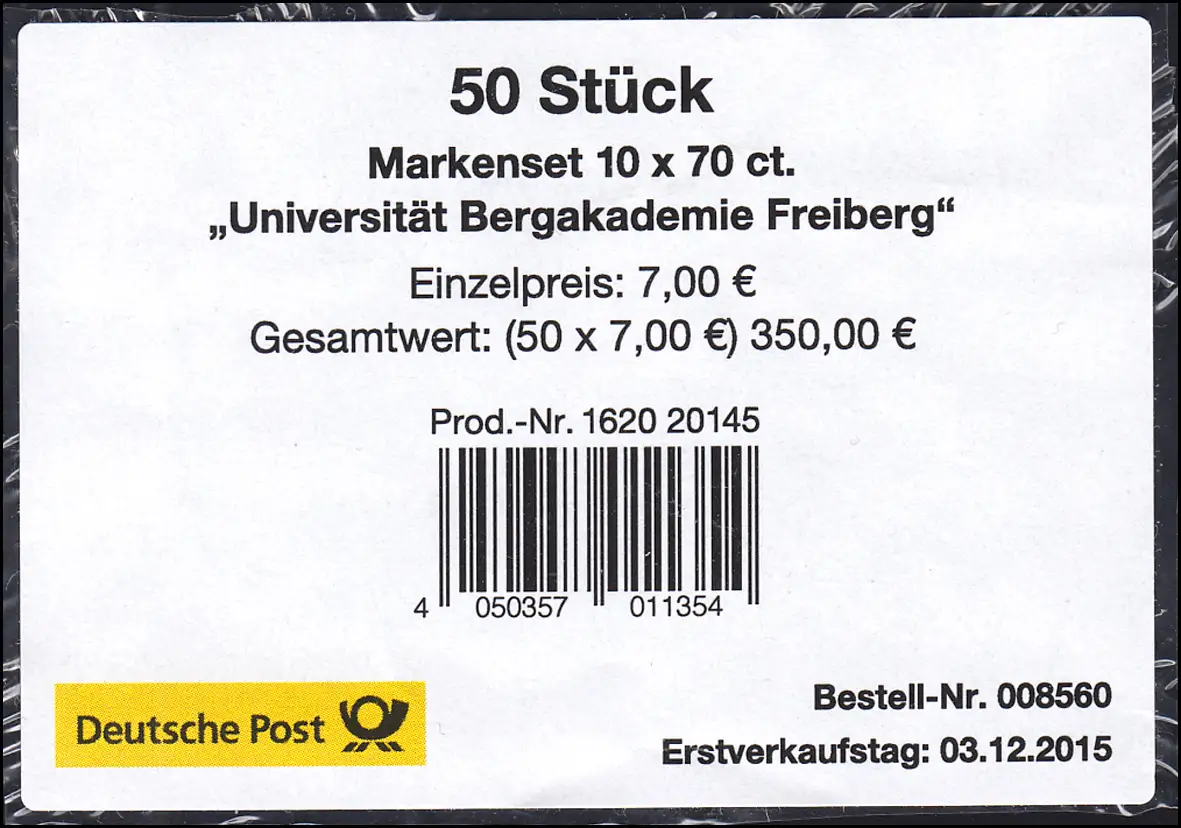 50 Stück
Markenset 10 x 70 ct.
„Universität Bergakademie Freiberg“
Einzelpreis: 7,00 €
Gesamtwert: (50 x 7,00 €) 350,00 €
Prod.-Nr. 1620 20145
4 050357 011354
Deutsche Post
Bestell-Nr. 008560
Erstverkaufstag: 03.12.2015